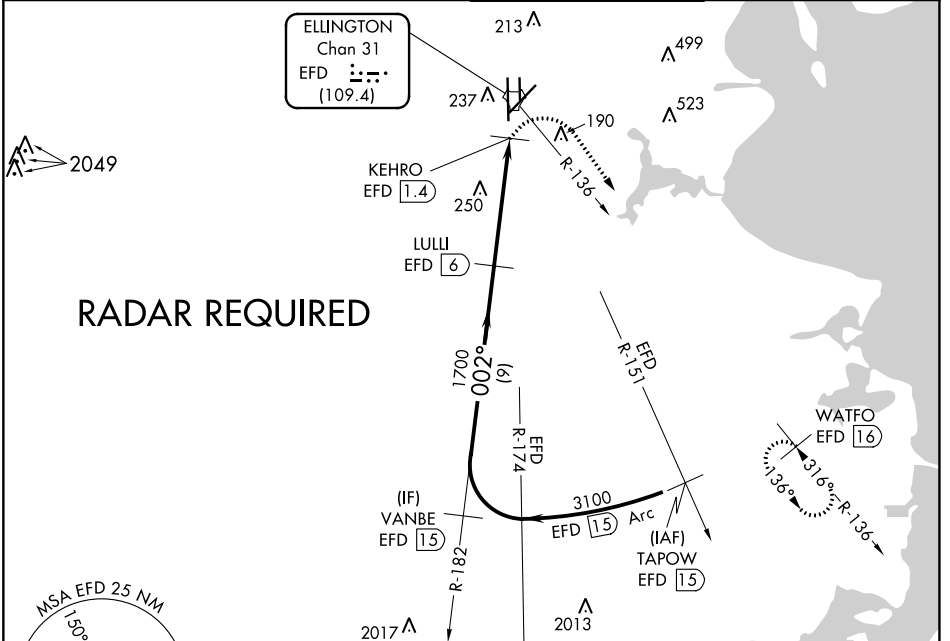 ELLINGTON
Chan 31
EFD
(109.4)
213
499
237
523
190
2049
KEHRO
EFD 1.4
R-136
250
LULLI
EFD 6
RADAR REQUIRED
1700
002°
(9)
EFD
R-151
EFD
R-174
WATFO
EFD 16
316°
R-136
136°
(IF)
VANBE
EFD 15
3100
EFD 15 Arc
(IAF)
TAPOW
EFD 15
R-182
MSA EFD 25 NM
150°
2017
2013